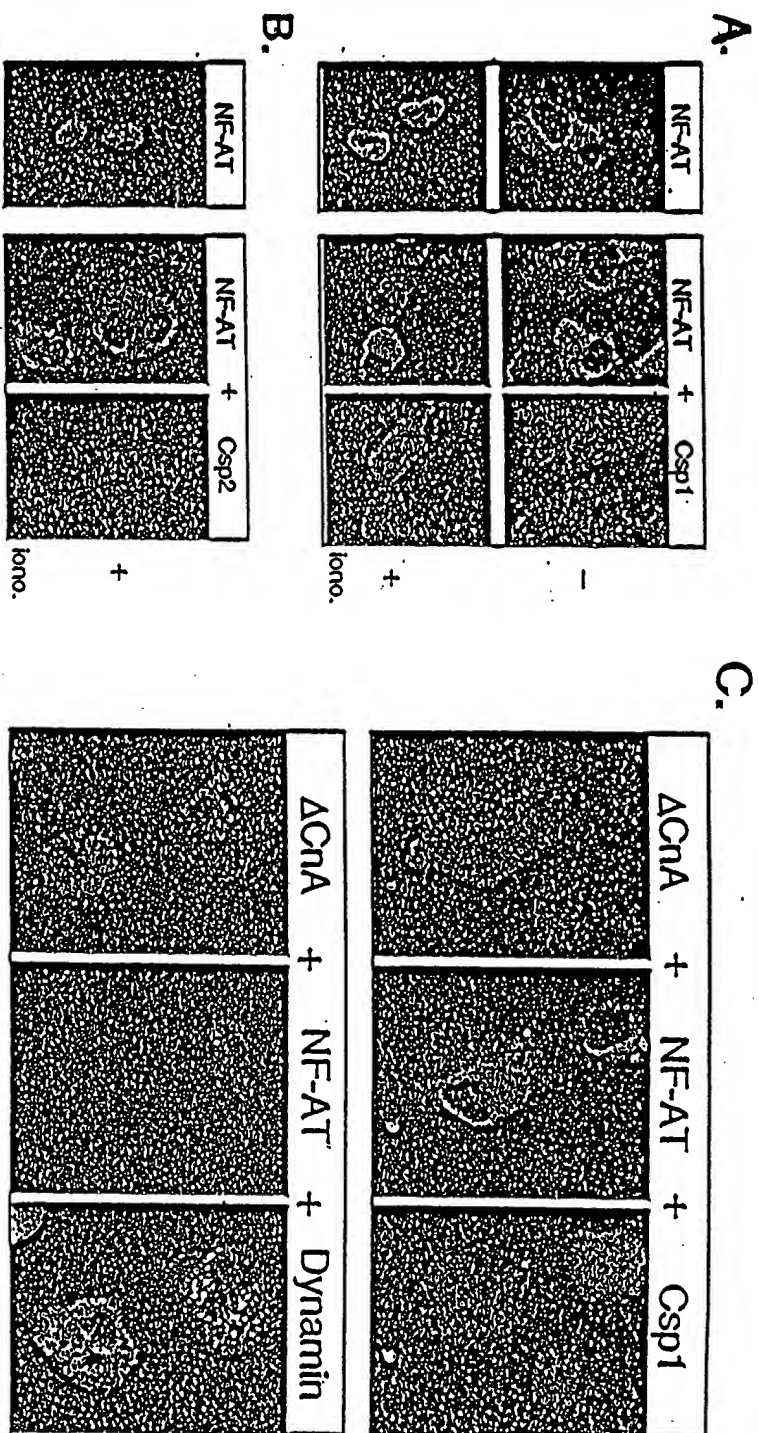 A.
NF-AT
NF-AT + Csp1
−
+
iono.
B.
NF-AT
NF-AT + Csp2
+
iono.
C.
ΔCnA + NF-AT + Csp1
ΔCnA + NF-AT + Dynamin